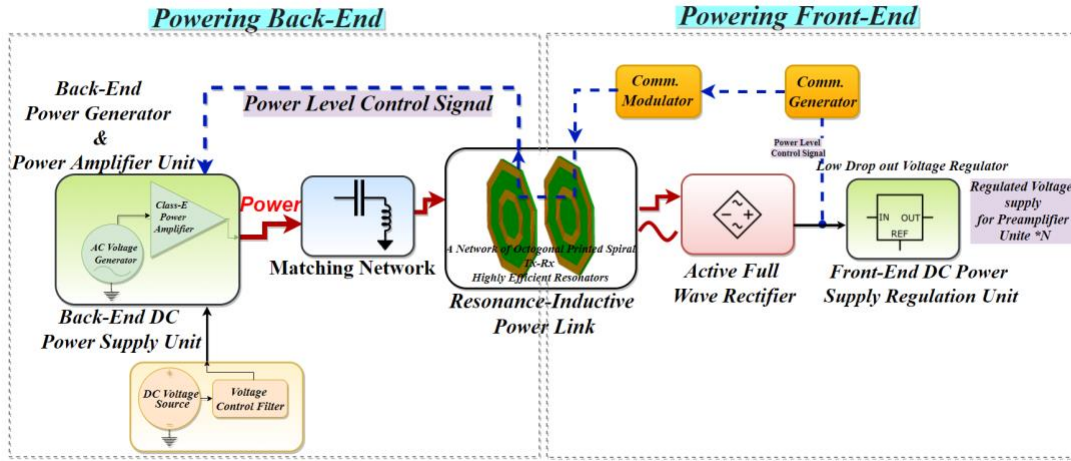 Powering Back-End
Powering Front-End
Back-End
Power Generator
&
Power Amplifier Unit
Power Level Control Signal
Comm.
Modulator
Comm.
Generator
Power Level
Control Signal
Low Drop out Voltage Regulator
Class-E
Power
Amplifier
AC Voltage
Generator
Power
Matching Network
A Network of Octagonal Printed Spiral
Tx-Rx
Highly Efficient Resonators
Resonance-Inductive
Power Link
Active Full
Wave Rectifier
IN OUT
REF
Regulated Voltage
supply
for Preamplifier
Unite *N
Front-End DC Power
Supply Regulation Unit
Back-End DC
Power Supply Unit
DC Voltage
Source
Voltage
Control Filter